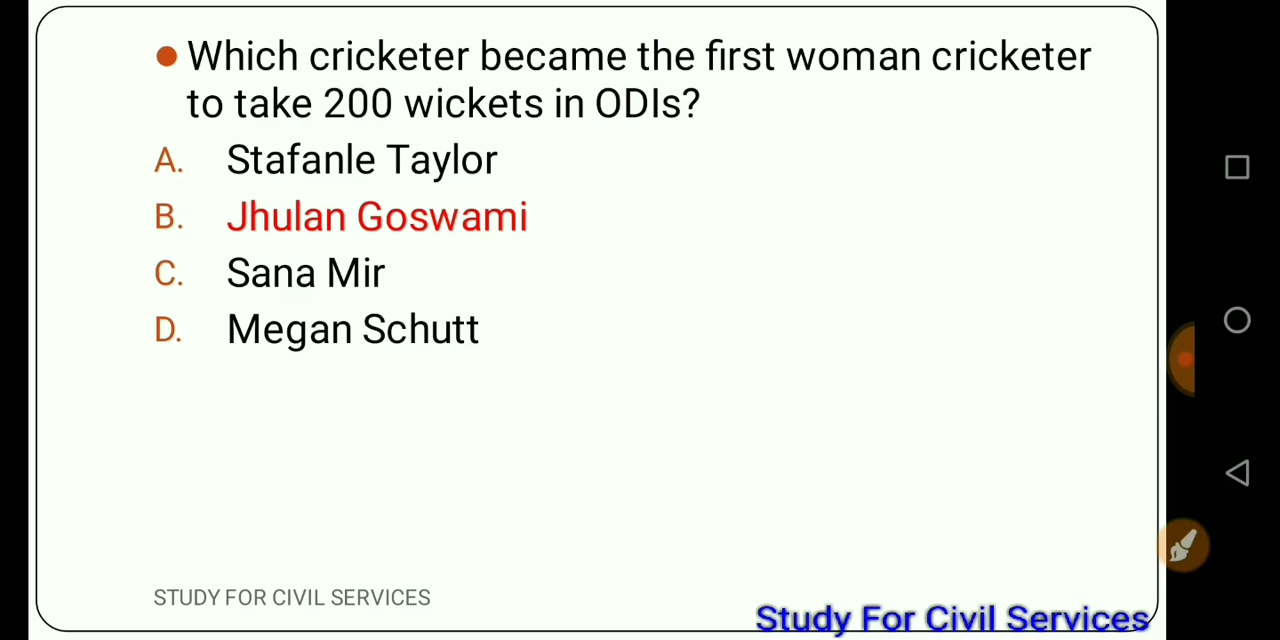 Which cricketer became the first woman cricketer
to take 200 wickets in ODIs?
A. Stafanle Taylor
B. Jhulan Goswami
C. Sana Mir
D. Megan Schutt
STUDY FOR CIVIL SERVICES
Study For Civil Services